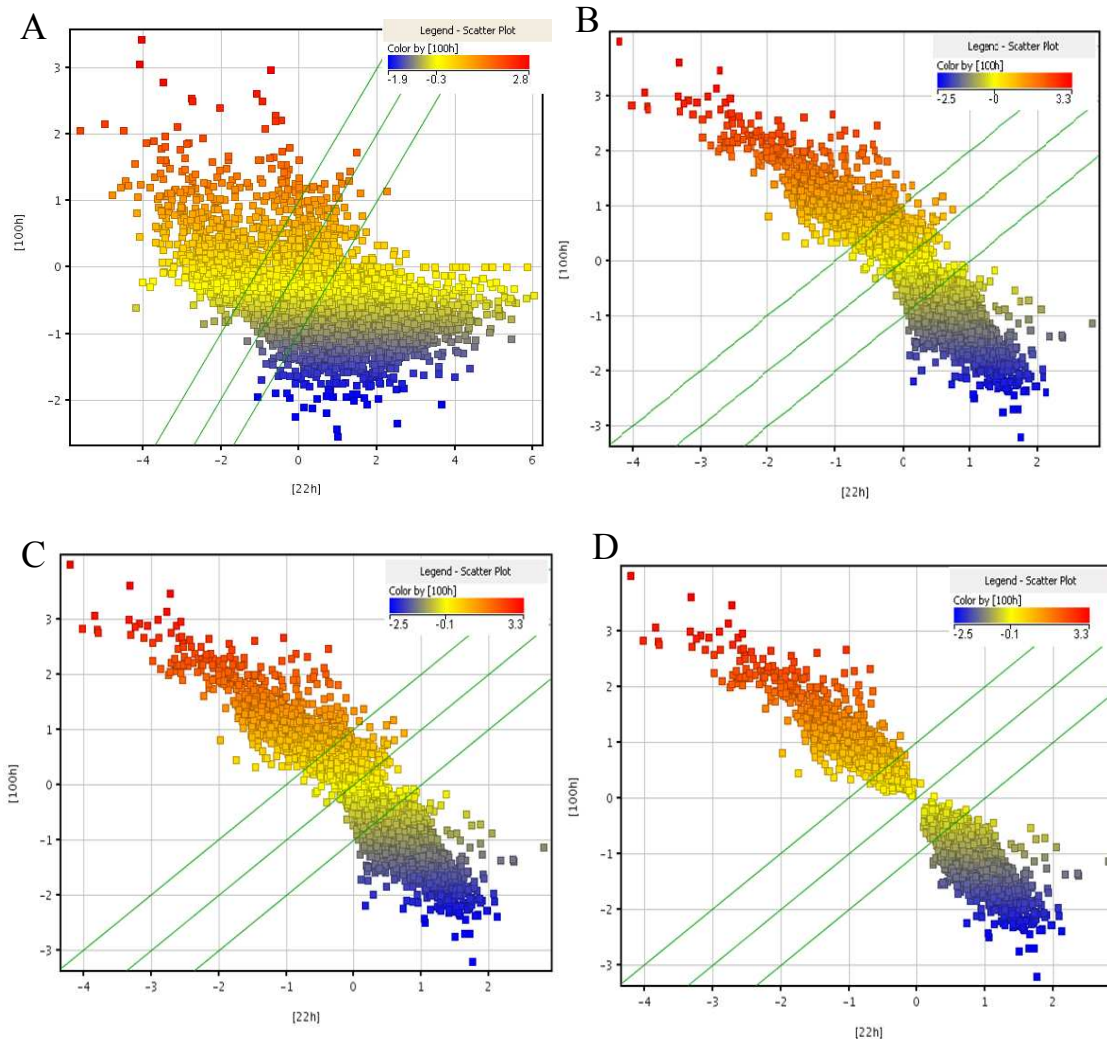 A
Legend - Scatter Plot
Color by [100h]
-1.9 -0.3 2.8
3
2
1
0
-1
-2
[100h]
-4 -2 0 2 4 6
[22h]
B
Legend - Scatter Plot
Color by [100h]
-2.5 -0 3.3
3
2
1
0
-1
-2
-3
[100h]
-4 -3 -2 -1 0 1 2
[22h]
C
Legend - Scatter Plot
Color by [100h]
-2.5 -0.1 3.3
3
2
1
0
-1
-2
-3
[100h]
-4 -3 -2 -1 0 1 2
[22h]
D
Legend - Scatter Plot
Color by [100h]
-2.5 -0.1 3.3
3
2
1
0
-1
-2
-3
[100h]
-4 -3 -2 -1 0 1 2
[22h]